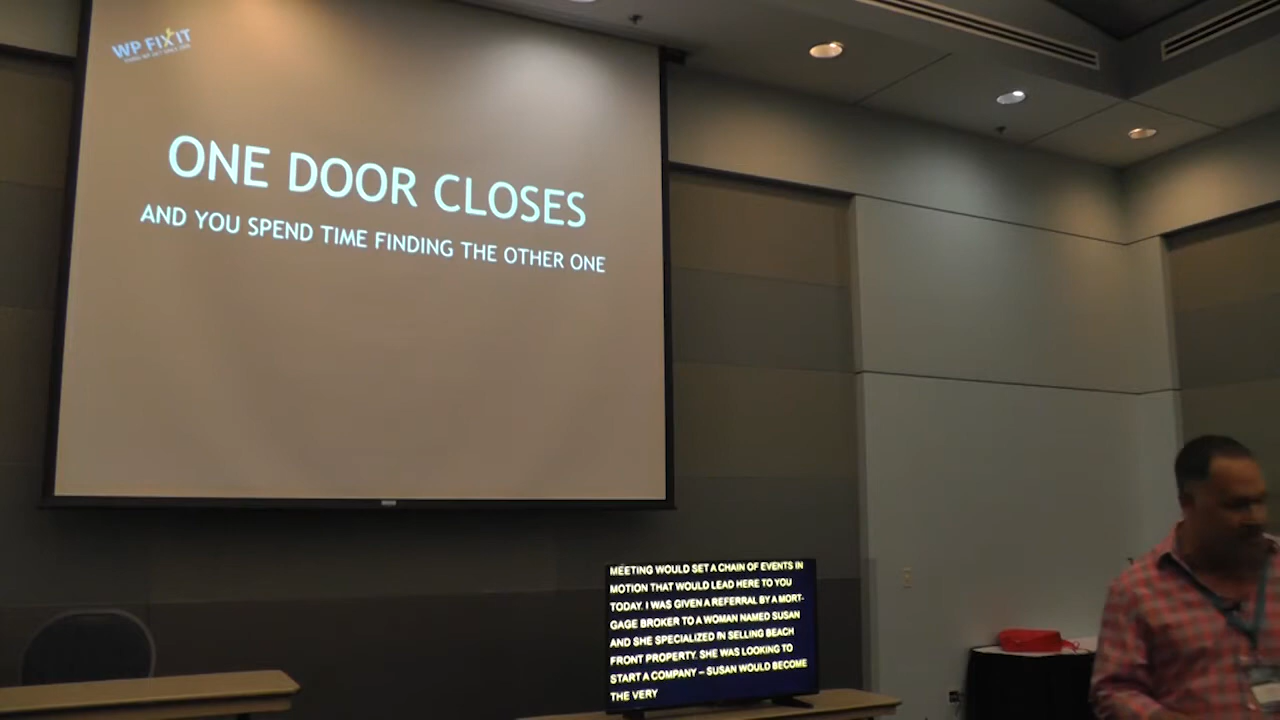 WP FIX IT
ONE DOOR CLOSES
AND YOU SPEND TIME FINDING THE OTHER ONE
MEETING WOULD SET A CHAIN OF EVENTS IN
MOTION THAT WOULD LEAD HERE TO YOU
TODAY. I WAS GIVEN A REFERRAL BY A MORT-
GAGE BROKER TO A WOMAN NAMED SUSAN
AND SHE SPECIALIZED IN SELLING BEACH
FRONT PROPERTY. SHE WAS LOOKING TO
START A COMPANY – SUSAN WOULD BECOME
THE VERY